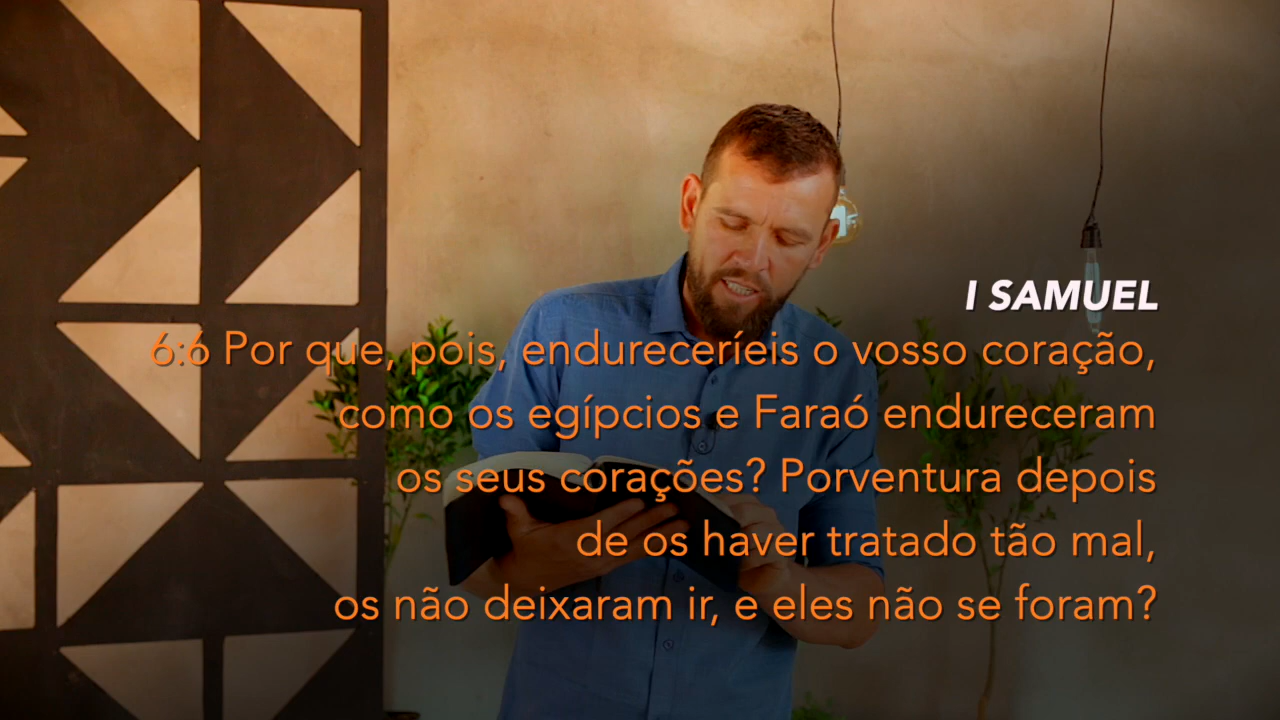 I SAMUEL
6:6 Por que, pois, endureceríeis o vosso coração,
como os egípcios e Faraó endureceram
os seus corações? Porventura depois
de os haver tratado tão mal,
os não deixaram ir, e eles não se foram?